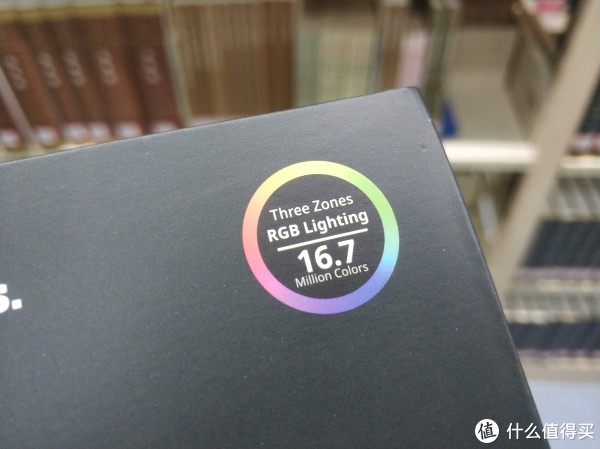 Three Zones
RGB Lighting
16.7
Million Colors
s.
值 什么值得买